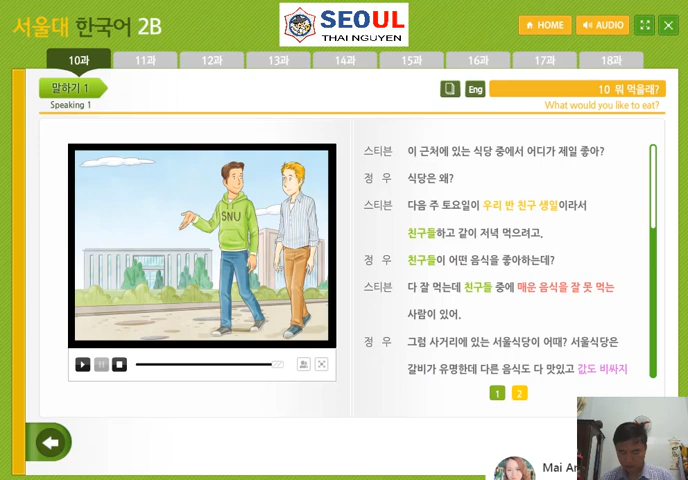 서울대 한국어 2B
SEOUL
THAI NGUYEN
HOME
AUDIO
10과
11과
12과
13과
14과
15과
16과
17과
18과
말하기 1
Speaking 1
Eng
10 뭐 먹을래?
What would you like to eat?
SNU
스티븐 이 근처에 있는 식당 중에서 어디가 제일 좋아?
정 우 식당은 왜?
스티븐 다음 주 토요일이 우리 반 친구 생일이라서
친구들하고 같이 저녁 먹으려고.
정 우 친구들이 어떤 음식을 좋아하는데?
스티븐 다 잘 먹는데 친구들 중에 매운 음식을 잘 못 먹는
사람이 있어.
정 우 그럼 사거리에 있는 서울식당이 어때? 서울식당은
갈비가 유명한데 다른 음식도 다 맛있고 값도 비싸지
1
2
Mai An